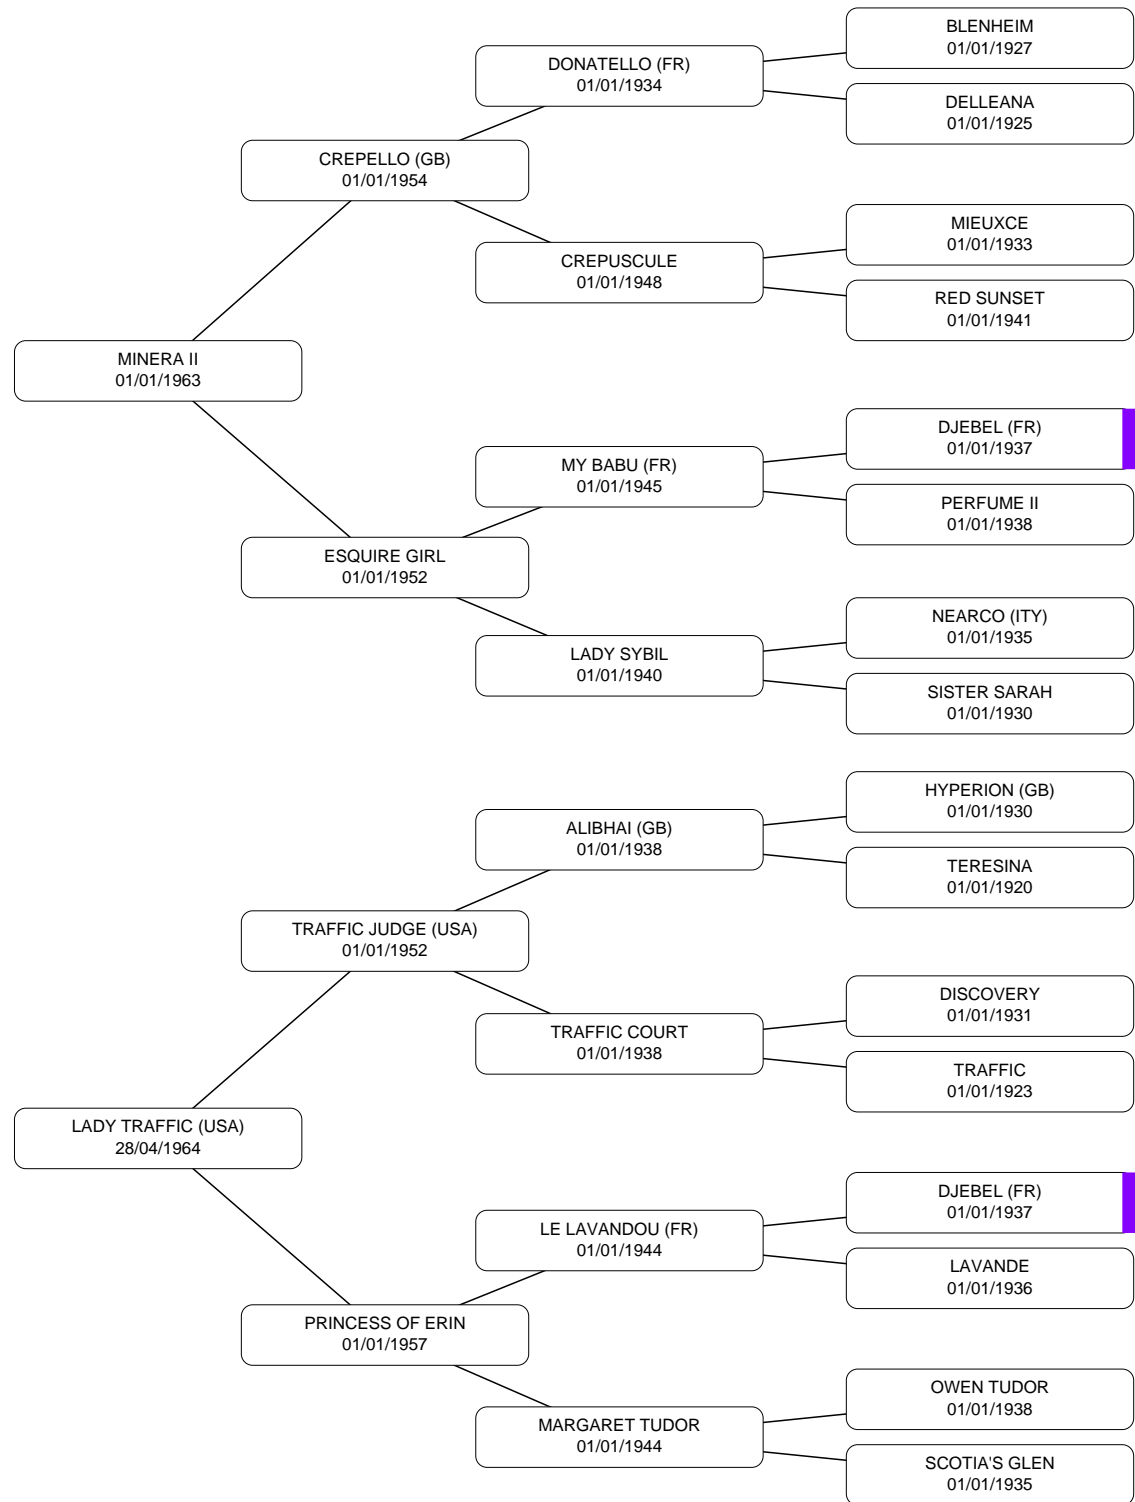 BLENHEIM
01/01/1927
DONATELLO (FR)
01/01/1934
DELLEANA
01/01/1925
CREPELLO (GB)
01/01/1954
MIEUXCE
01/01/1933
CREPUSCULE
01/01/1948
RED SUNSET
01/01/1941
MINERA II
01/01/1963
DJEBEL (FR)
01/01/1937
MY BABU (FR)
01/01/1945
PERFUME II
01/01/1938
ESQUIRE GIRL
01/01/1952
NEARCO (ITY)
01/01/1935
LADY SYBIL
01/01/1940
SISTER SARAH
01/01/1930
HYPERION (GB)
01/01/1930
ALIBHAI (GB)
01/01/1938
TERESINA
01/01/1920
TRAFFIC JUDGE (USA)
01/01/1952
DISCOVERY
01/01/1931
TRAFFIC COURT
01/01/1938
TRAFFIC
01/01/1923
LADY TRAFFIC (USA)
28/04/1964
DJEBEL (FR)
01/01/1937
LE LAVANDOU (FR)
01/01/1944
LAVANDE
01/01/1936
PRINCESS OF ERIN
01/01/1957
OWEN TUDOR
01/01/1938
MARGARET TUDOR
01/01/1944
SCOTIA'S GLEN
01/01/1935